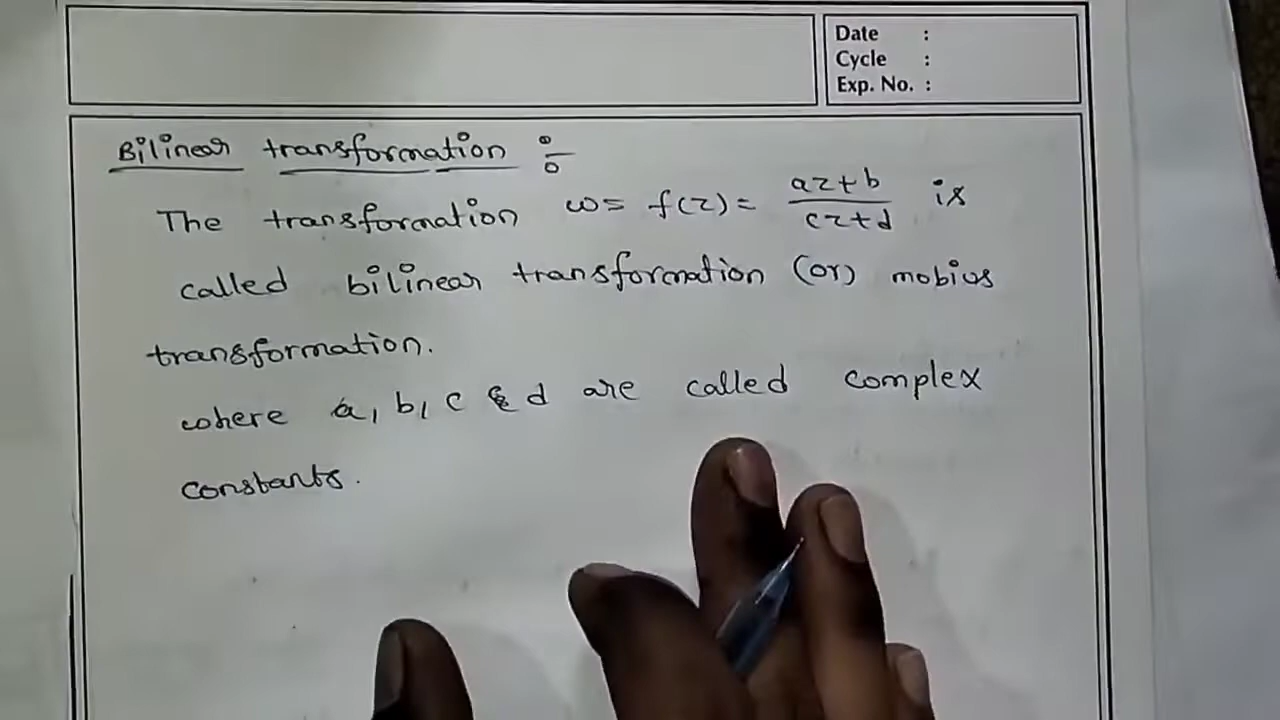 Date :
Cycle :
Exp. No. :
Bilinear transformation :-
The transformation w = f(z) = (az+b)/(cz+d) is
called bilinear transformation (or) mobius
transformation.
where a, b, c & d are called complex
constants.